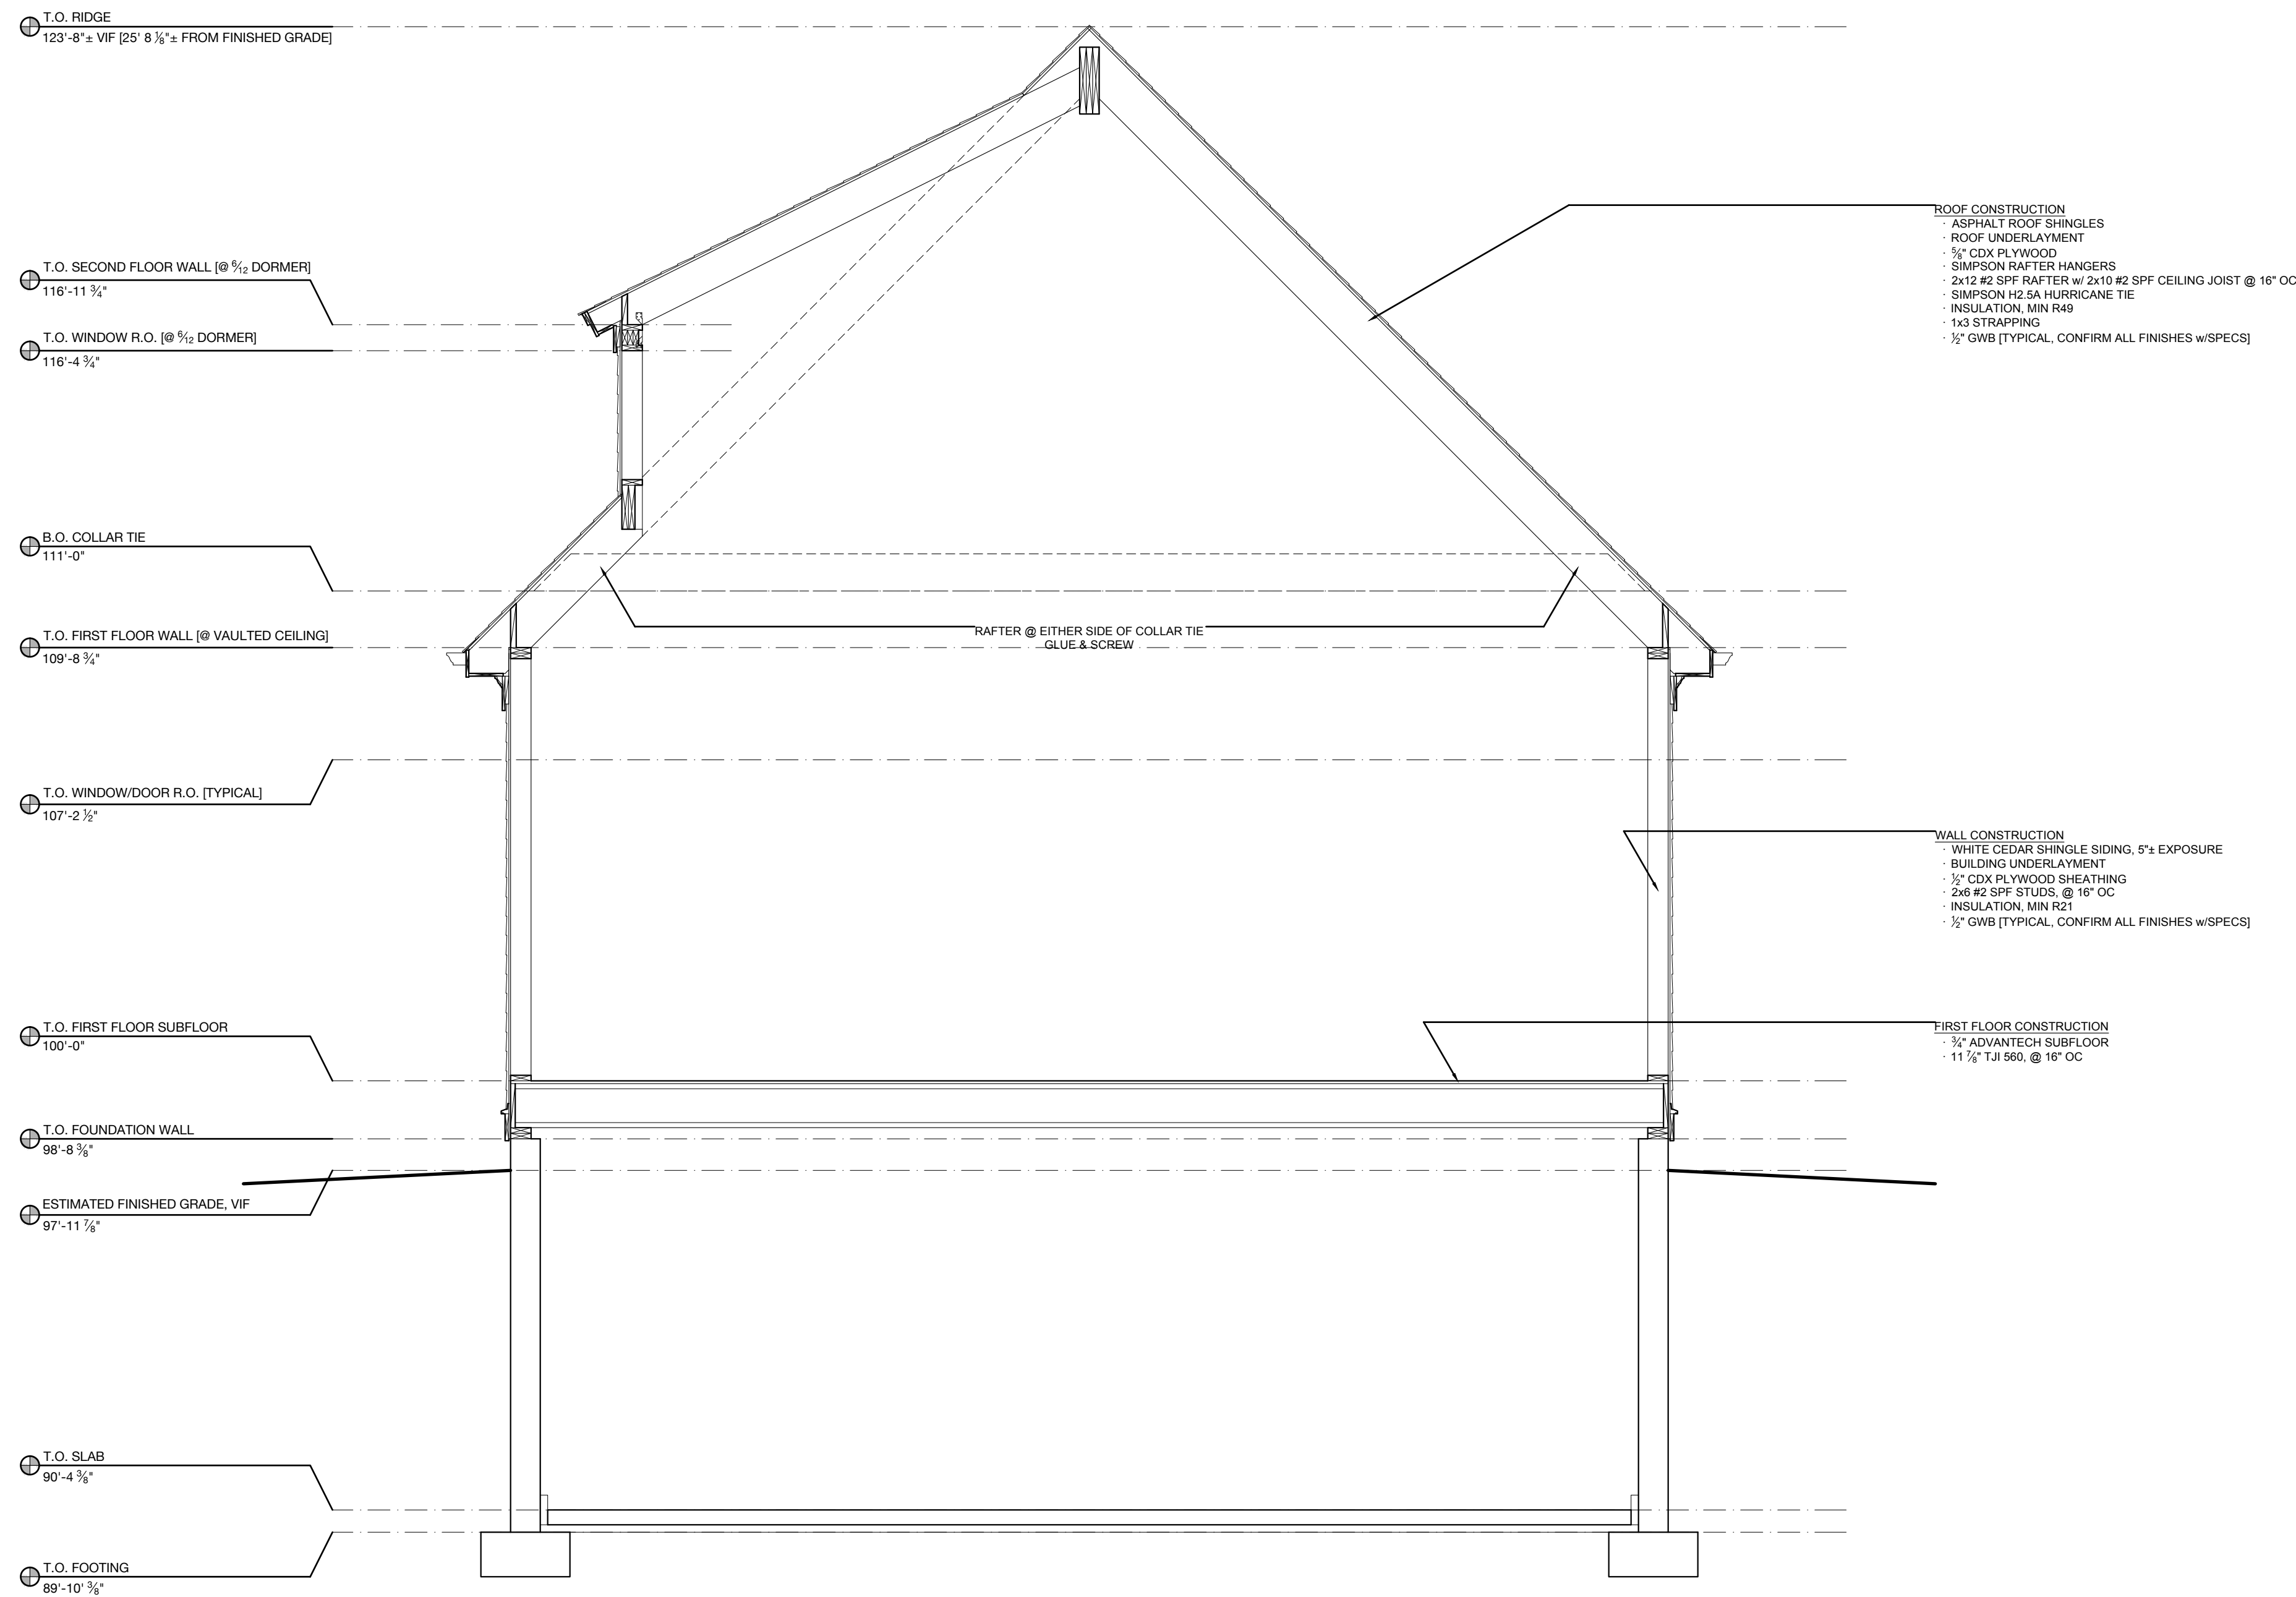 T.O. RIDGE
123'-8"± VIF [25' 8 ⅛"± FROM FINISHED GRADE]
T.O. SECOND FLOOR WALL [@ 6/12 DORMER]
116'-11 ¾"
T.O. WINDOW R.O. [@ 6/12 DORMER]
116'-4 ¾"
B.O. COLLAR TIE
111'-0"
T.O. FIRST FLOOR WALL [@ VAULTED CEILING]
109'-8 ¾"
T.O. WINDOW/DOOR R.O. [TYPICAL]
107'-2 ½"
T.O. FIRST FLOOR SUBFLOOR
100'-0"
T.O. FOUNDATION WALL
98'-8 ⅜"
ESTIMATED FINISHED GRADE, VIF
97'-11 ⅞"
T.O. SLAB
90'-4 ⅜"
T.O. FOOTING
89'-10' ⅜"
RAFTER @ EITHER SIDE OF COLLAR TIE
GLUE & SCREW
ROOF CONSTRUCTION
· ASPHALT ROOF SHINGLES
· ROOF UNDERLAYMENT
· ⅝" CDX PLYWOOD
· SIMPSON RAFTER HANGERS
· 2x12 #2 SPF RAFTER w/ 2x10 #2 SPF CEILING JOIST @ 16" OC
· SIMPSON H2.5A HURRICANE TIE
· INSULATION, MIN R49
· 1x3 STRAPPING
· ½" GWB [TYPICAL, CONFIRM ALL FINISHES w/SPECS]
WALL CONSTRUCTION
· WHITE CEDAR SHINGLE SIDING, 5"± EXPOSURE
· BUILDING UNDERLAYMENT
· ½" CDX PLYWOOD SHEATHING
· 2x6 #2 SPF STUDS, @ 16" OC
· INSULATION, MIN R21
· ½" GWB [TYPICAL, CONFIRM ALL FINISHES w/SPECS]
FIRST FLOOR CONSTRUCTION
· ¾" ADVANTECH SUBFLOOR
· 11 ⅞" TJI 560, @ 16" OC